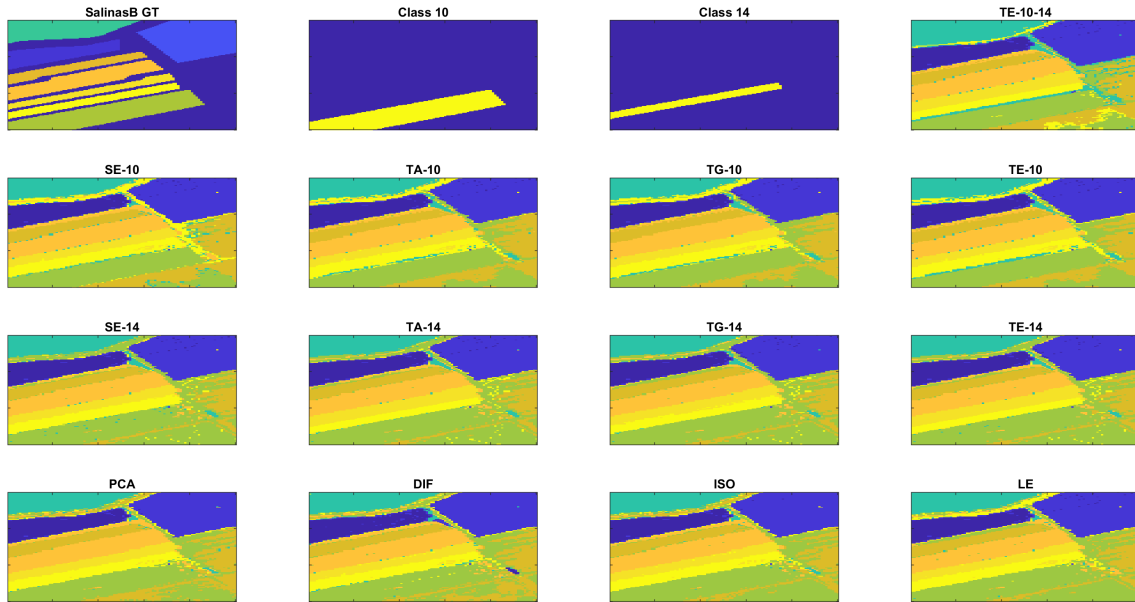 SalinasB GT
Class 10
Class 14
TE-10-14
SE-10
TA-10
TG-10
TE-10
SE-14
TA-14
TG-14
TE-14
PCA
DIF
ISO
LE